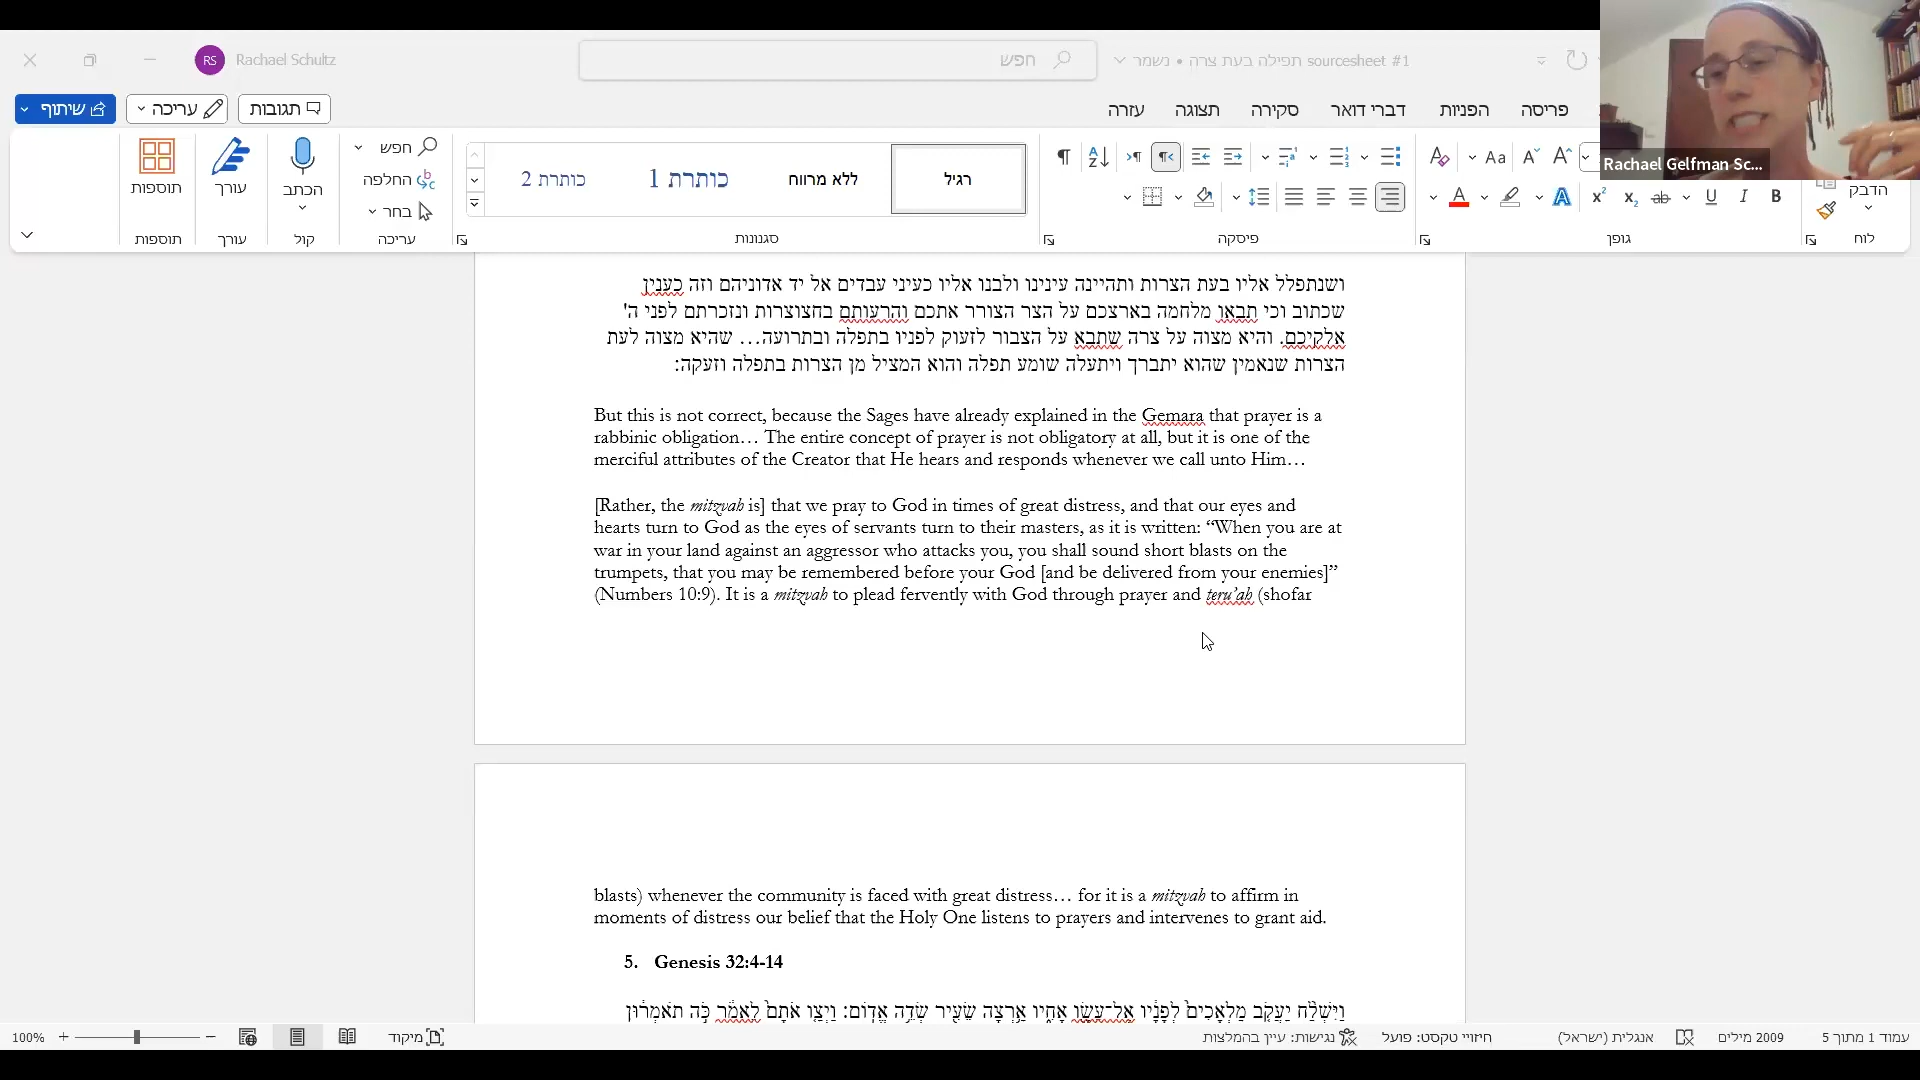 RS Rachael Schultz
חפש
sourcesheet #1 תפילה בעת צרה • נשמר
Rachael Gelfman Sc...
פריסה הפניות דברי דואר סקירה תצוגה עזרה
תגובות עריכה שיתוף
הדבק
לוח
B I U ab x₂ x² A A
Aa A A
גופן
פיסקה
רגיל ללא מרווח כותרת 1 כותרת 2
סגנונות
חפש
החלפה
בחר
עריכה
הכתב
קול
עורך
עורך
תוספות
תוספות
ושנתפלל אליו בעת הצרות ותהיינה עינינו ולבנו אליו כעיני עבדים אל יד אדוניהם וזה כענין
שכתוב וכי תבאו מלחמה בארצכם על הצר הצורר אתכם והרעותם בחצוצרות ונזכרתם לפני ה'
אלקיכם. והיא מצוה על צרה שתבא על הצבור לזעוק לפניו בתפלה ובתרועה... שהיא מצוה לעת
הצרות שנאמין שהוא יתברך ויתעלה שומע תפלה והוא המציל מן הצרות בתפלה וזעקה:
But this is not correct, because the Sages have already explained in the Gemara that prayer is a
rabbinic obligation… The entire concept of prayer is not obligatory at all, but it is one of the
merciful attributes of the Creator that He hears and responds whenever we call unto Him…
[Rather, the mitzvah is] that we pray to God in times of great distress, and that our eyes and
hearts turn to God as the eyes of servants turn to their masters, as it is written: “When you are at
war in your land against an aggressor who attacks you, you shall sound short blasts on the
trumpets, that you may be remembered before your God [and be delivered from your enemies]”
(Numbers 10:9). It is a mitzvah to plead fervently with God through prayer and teru’ah (shofar
blasts) whenever the community is faced with great distress… for it is a mitzvah to affirm in
moments of distress our belief that the Holy One listens to prayers and intervenes to grant aid.
5. Genesis 32:4-14
וַיִּשְׁלַ֨ח יַעֲקֹ֤ב מַלְאָכִים֙ לְפָנָ֔יו אֶל־עֵשָׂ֖ו אָחִ֑יו אַ֥רְצָה שֵׂעִ֖יר שְׂדֵ֥ה אֱדֽוֹם׃ וַיְצַ֤ו אֹתָם֙ לֵאמֹ֔ר כֹּ֣ה תֹאמְר֔וּן
עמוד 1 מתוך 5 2009 מילים אנגלית (ישראל) חיזויי טקסט: פועל נגישות: עיין בהמלצות מיקוד 100%